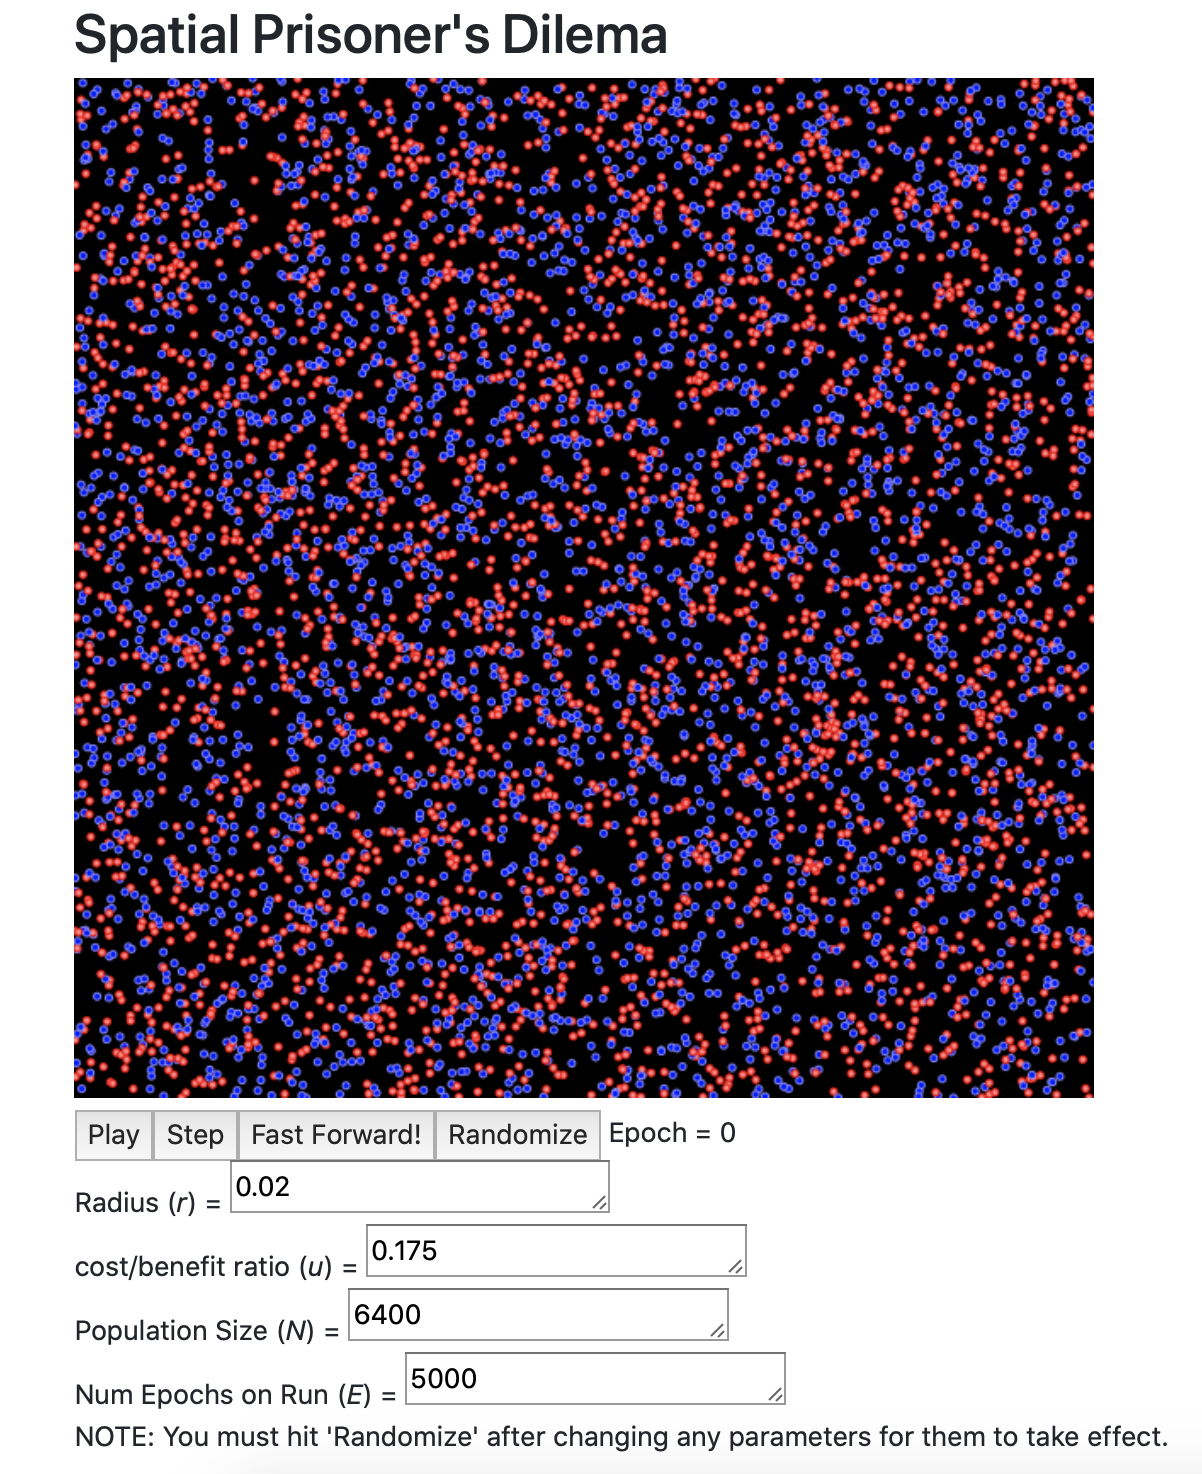 Spatial Prisoner's Dilema
Play Step Fast Forward! Randomize Epoch = 0
Radius (r) = 0.02
cost/benefit ratio (u) = 0.175
Population Size (N) = 6400
Num Epochs on Run (E) = 5000
NOTE: You must hit 'Randomize' after changing any parameters for them to take effect.